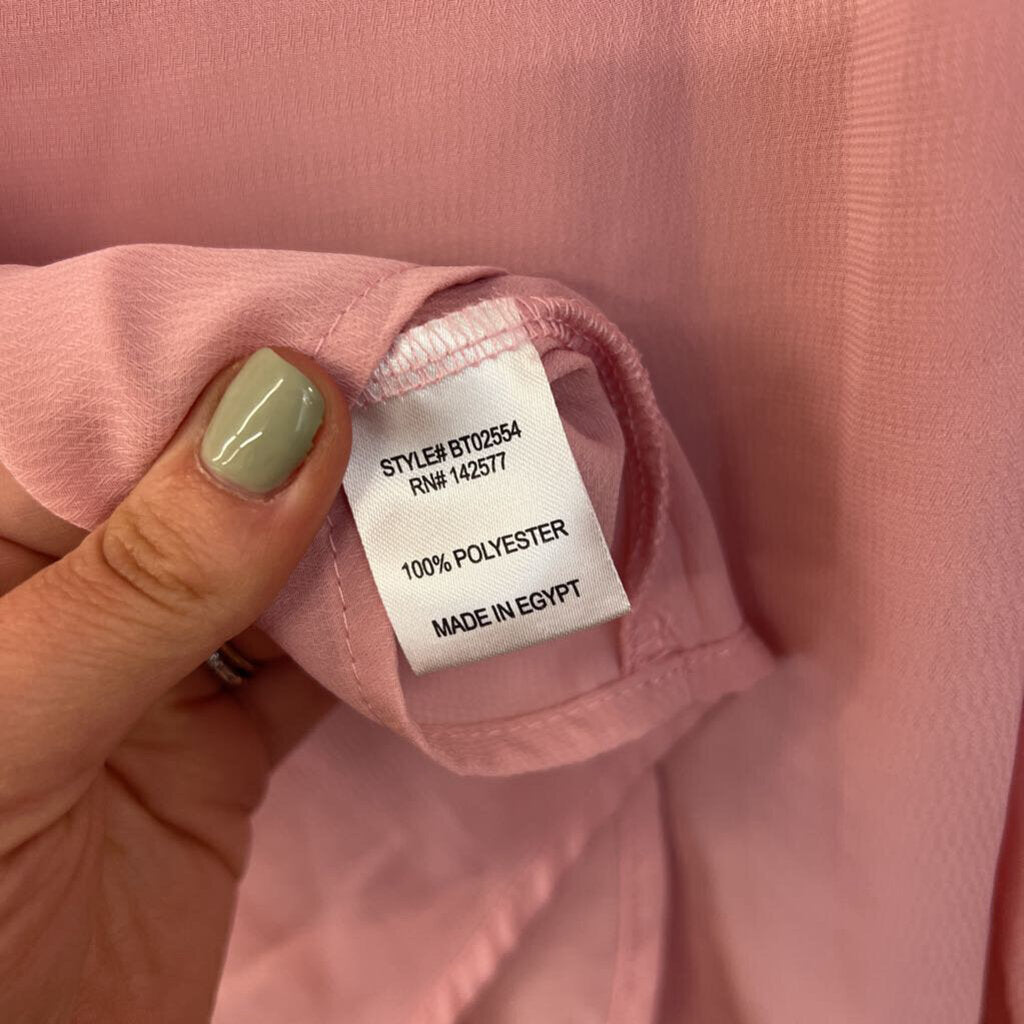 STYLE# BT02554
RN# 142577
100% POLYESTER
MADE IN EGYPT